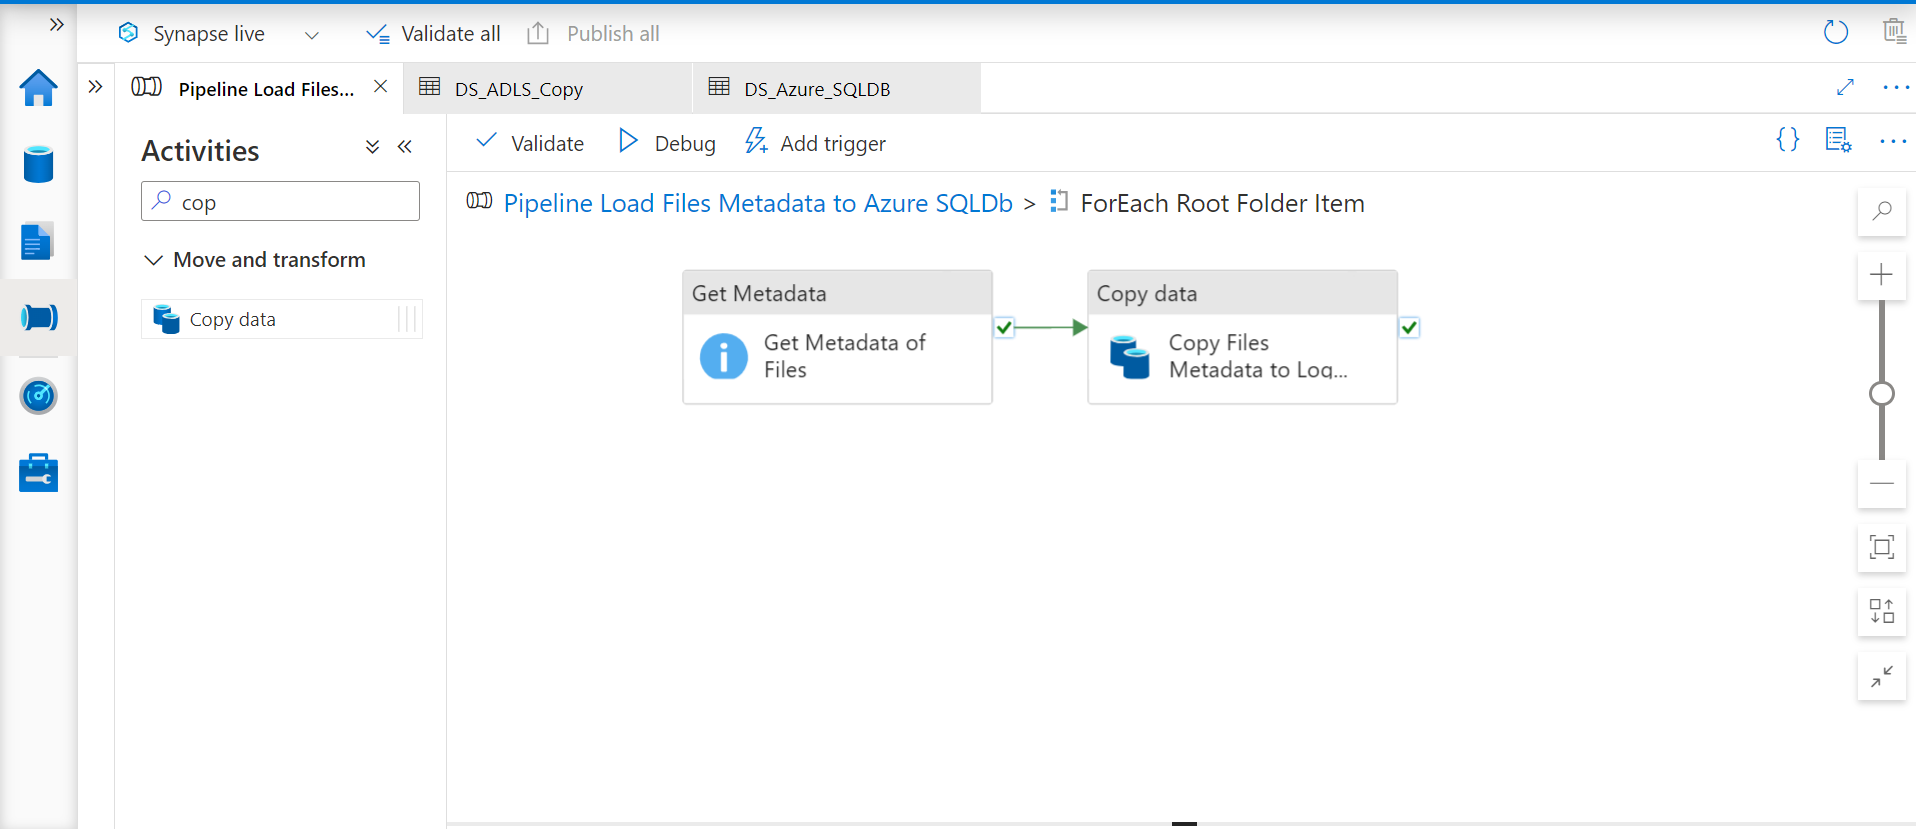 Synapse live
Validate all
Publish all
Pipeline Load Files...
DS_ADLS_Copy
DS_Azure_SQLDB
Activities
cop
Move and transform
Copy data
Validate
Debug
Add trigger
{}
Pipeline Load Files Metadata to Azure SQLDb > ForEach Root Folder Item
Get Metadata
Get Metadata of
Files
Copy data
Copy Files
Metadata to Log...